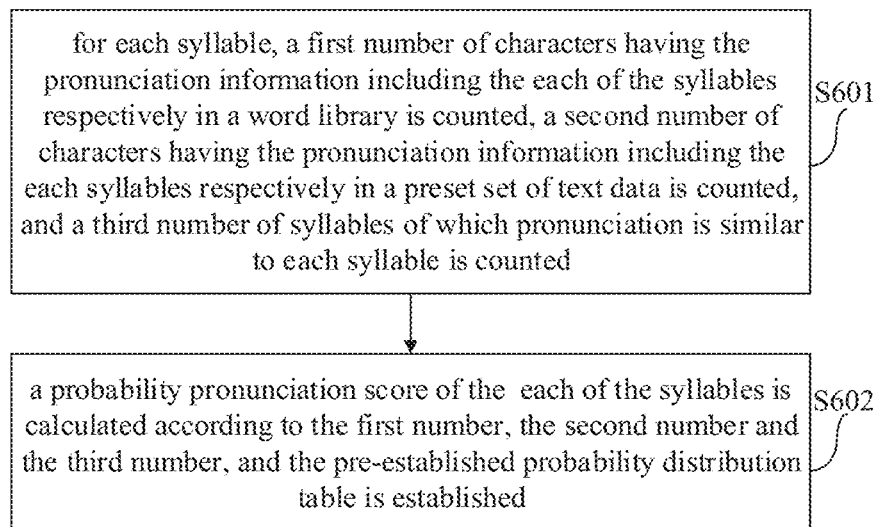 for each syllable, a first number of characters having the
pronunciation information including the each of the syllables
respectively in a word library is counted, a second number of
characters having the pronunciation information including the
each syllables respectively in a preset set of text data is counted,
and a third number of syllables of which pronunciation is similar
to each syllable is counted
S601
a probability pronunciation score of the each of the syllables is
calculated according to the first number, the second number and
the third number, and the pre-established probability distribution
table is established
S602